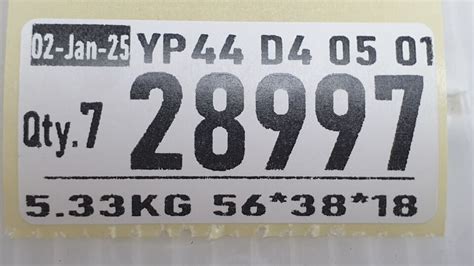 02-Jan-25 YP44 D4 05 01
Qty.7 28997
5.33KG 56*38*18